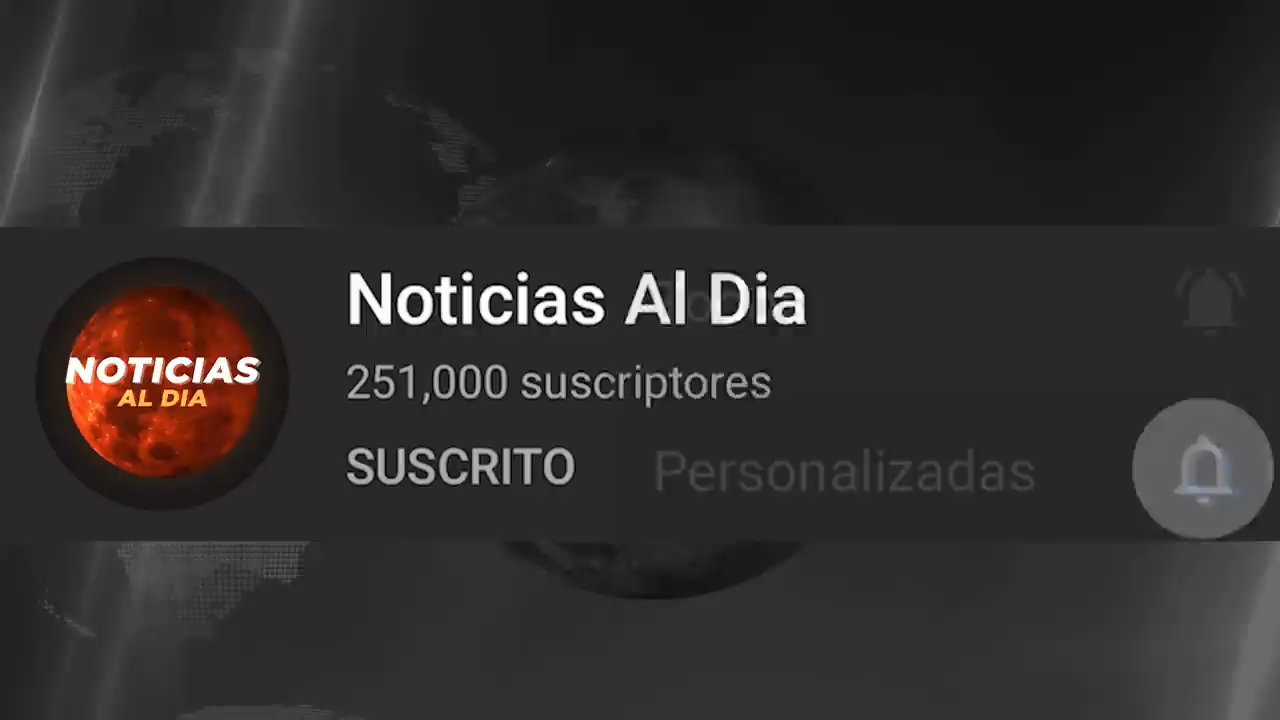 NOTICIAS
AL DIA
Noticias Al Dia
251,000 suscriptores
SUSCRITO
Personalizadas